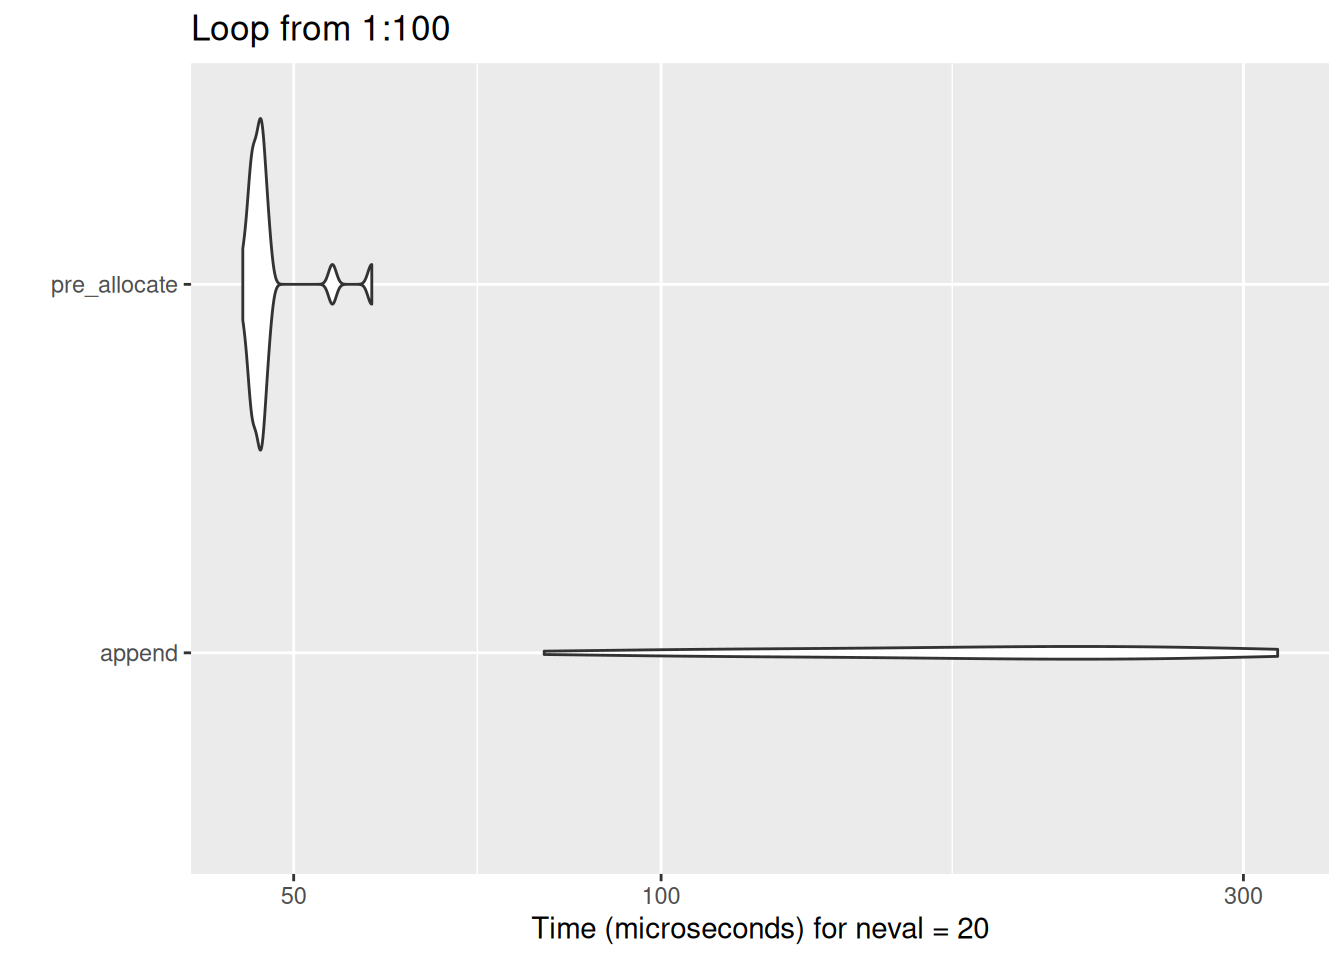 Loop from 1:100
pre_allocate
append
50
100
300
Time (microseconds) for neval = 20